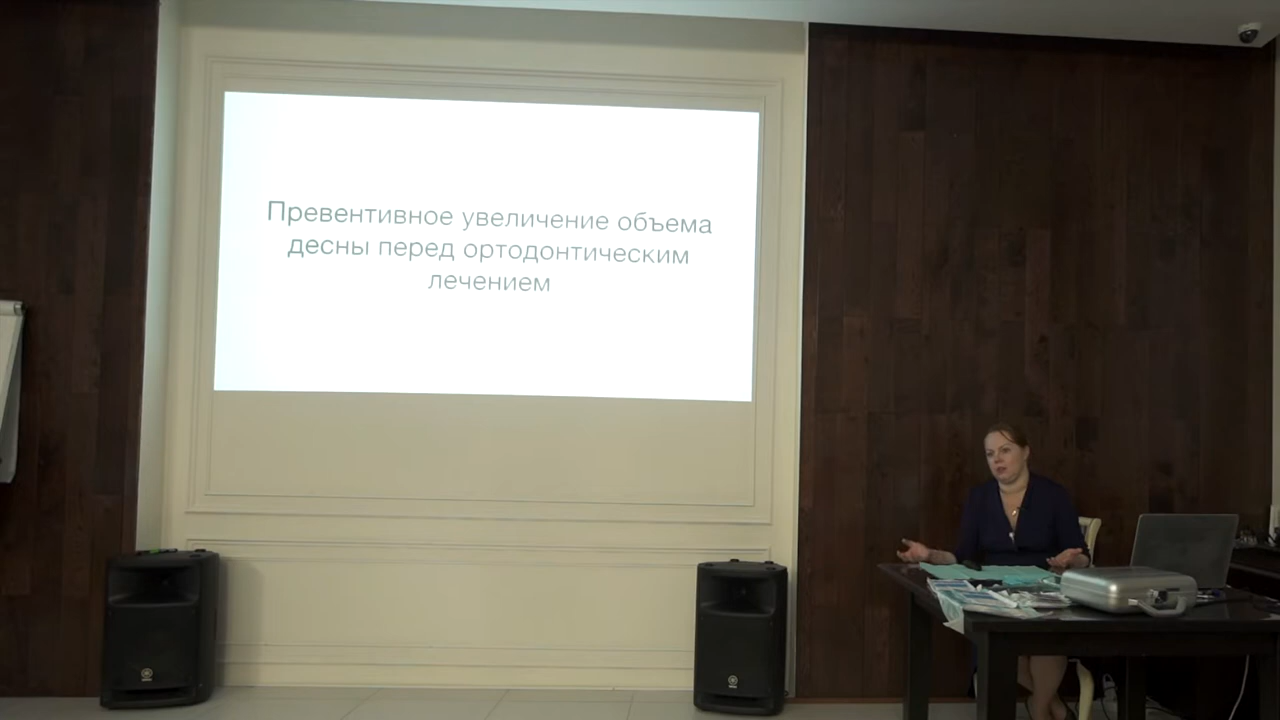 Превентивное увеличение объема
десны перед ортодонтическим
лечением